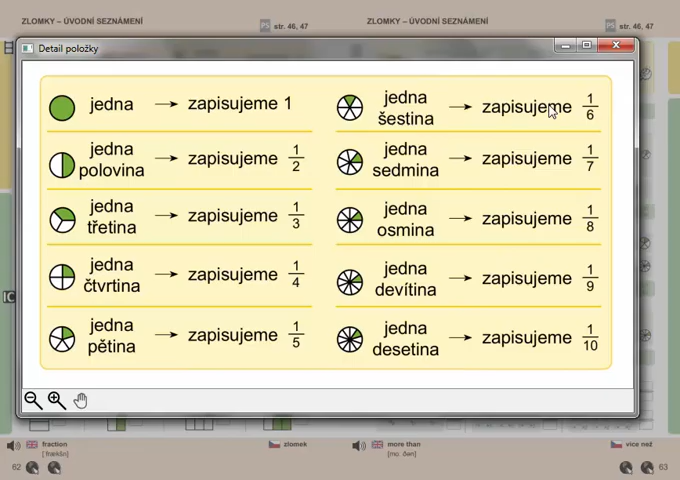 ZLOMKY – ÚVODNÍ SEZNÁMENÍ
PS str. 46, 47
ZLOMKY – ÚVODNÍ SEZNÁMENÍ
PS str. 46, 47
Detail položky
jedna → zapisujeme 1
jedna polovina → zapisujeme 1/2
jedna třetina → zapisujeme 1/3
jedna čtvrtina → zapisujeme 1/4
jedna pětina → zapisujeme 1/5
jedna šestina → zapisujeme 1/6
jedna sedmina → zapisujeme 1/7
jedna osmina → zapisujeme 1/8
jedna devítina → zapisujeme 1/9
jedna desetina → zapisujeme 1/10
fraction
zlomek
more than
více než
62
63